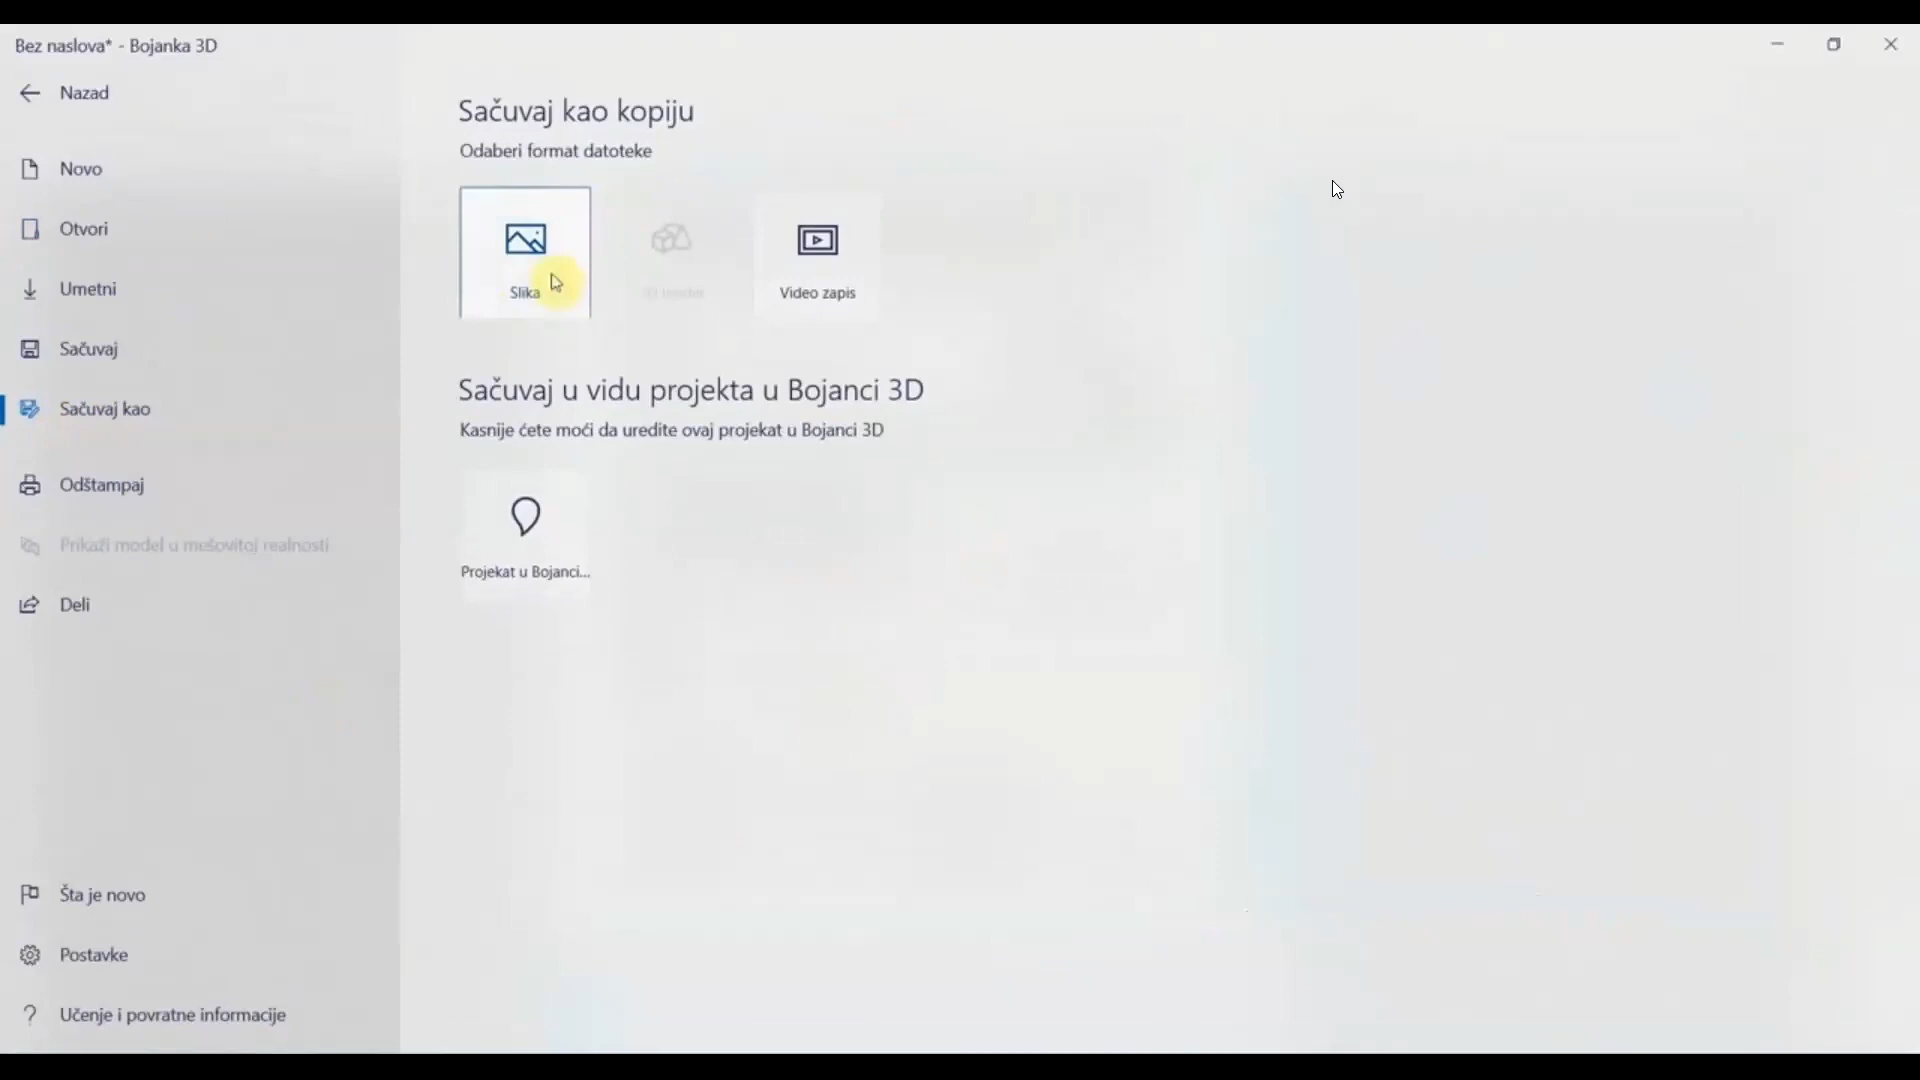 Bez naslova* - Bojanka 3D
Nazad
Novo
Otvori
Umetni
Sačuvaj
Sačuvaj kao
Odštampaj
Prikaži model u mešovitoj realnosti
Deli
Šta je novo
Postavke
Učenje i povratne informacije
Sačuvaj kao kopiju
Odaberi format datoteke
Slika
Video zapis
Sačuvaj u vidu projekta u Bojanci 3D
Kasnije ćete moći da uredite ovaj projekat u Bojanci 3D
Projekat u Bojanci...